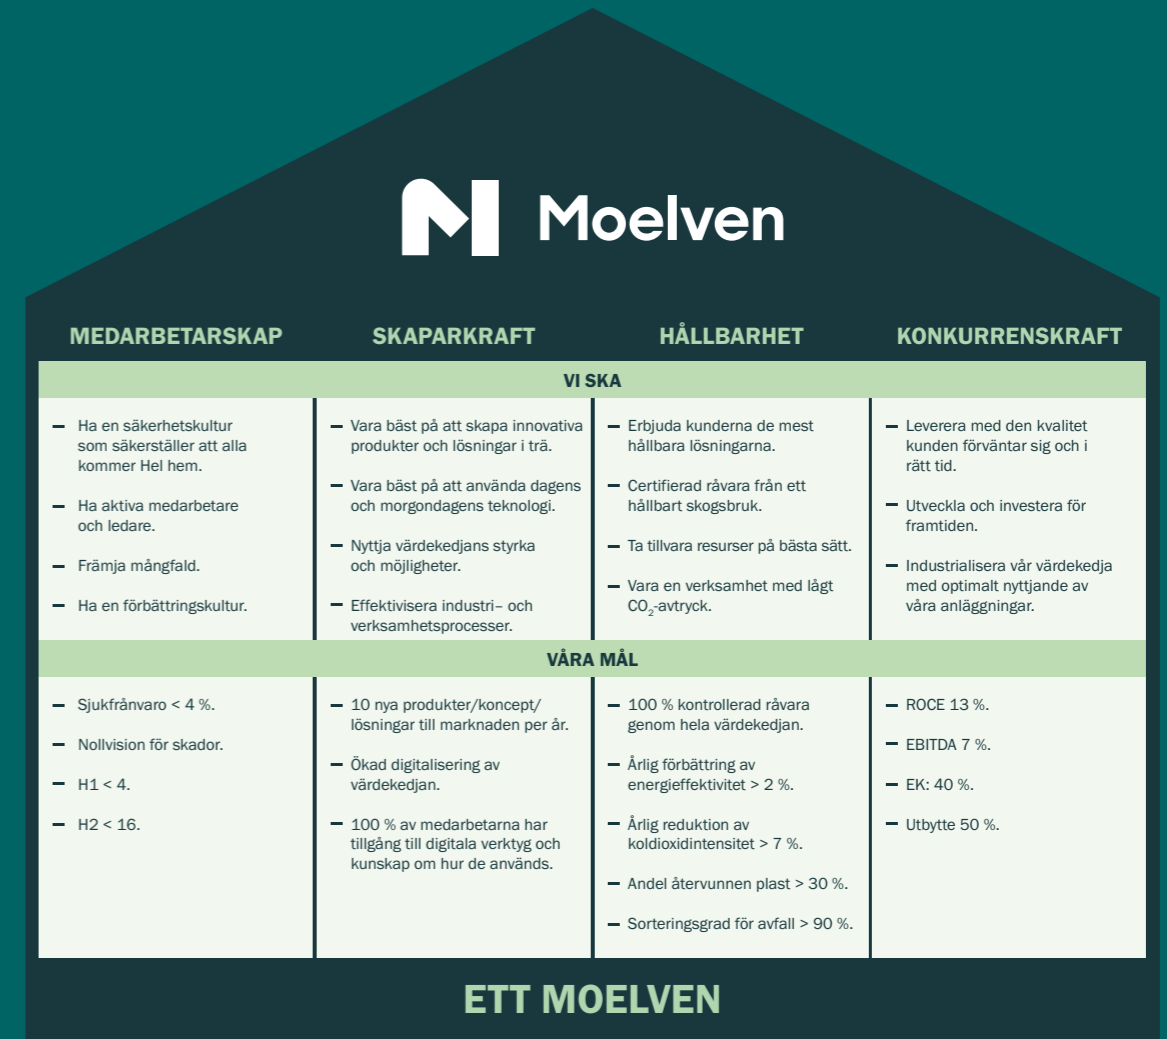 Moelven
MEDARBETARSKAP
SKAPARKRAFT
HÅLLBARHET
KONKURRENSKRAFT
VI SKA
– Ha en säkerhetskultur
som säkerställer att alla
kommer Hel hem.
– Ha aktiva medarbetare
och ledare.
– Främja mångfald.
– Ha en förbättringskultur.
– Vara bäst på att skapa innovativa
produkter och lösningar i trä.
– Vara bäst på att använda dagens
och morgondagens teknologi.
– Nyttja värdekedjans styrka
och möjligheter.
– Effektivisera industri– och
verksamhetsprocesser.
– Erbjuda kunderna de mest
hållbara lösningarna.
– Certifierad råvara från ett
hållbart skogsbruk.
– Ta tillvara resurser på bästa sätt.
– Vara en verksamhet med lågt
CO₂-avtryck.
– Leverera med den kvalitet
kunden förväntar sig och i
rätt tid.
– Utveckla och investera för
framtiden.
– Industrialisera vår värdekedja
med optimalt nyttjande av
våra anläggningar.
VÅRA MÅL
– Sjukfrånvaro < 4 %.
– Nollvision för skador.
– H1 < 4.
– H2 < 16.
– 10 nya produkter/koncept/
lösningar till marknaden per år.
– Ökad digitalisering av
värdekedjan.
– 100 % av medarbetarna har
tillgång till digitala verktyg och
kunskap om hur de används.
– 100 % kontrollerad råvara
genom hela värdekedjan.
– Årlig förbättring av
energieffektivitet > 2 %.
– Årlig reduktion av
koldioxidintensitet > 7 %.
– Andel återvunnen plast > 30 %.
– Sorteringsgrad för avfall > 90 %.
– ROCE 13 %.
– EBITDA 7 %.
– EK: 40 %.
– Utbytte 50 %.
ETT MOELVEN